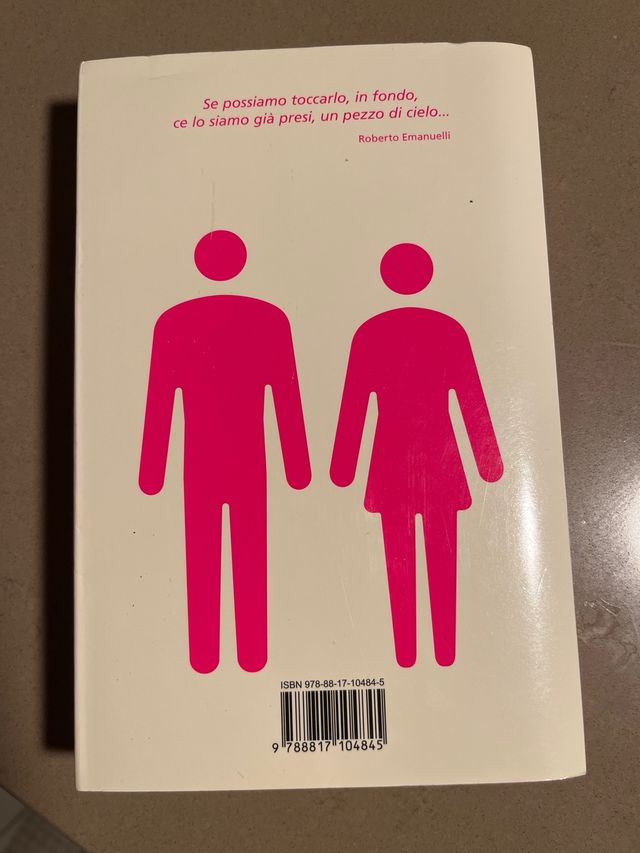 Se possiamo toccarlo, in fondo,
ce lo siamo già presi, un pezzo di cielo...
Roberto Emanuelli
ISBN 978-88-17-10484-5
9 788817 104845